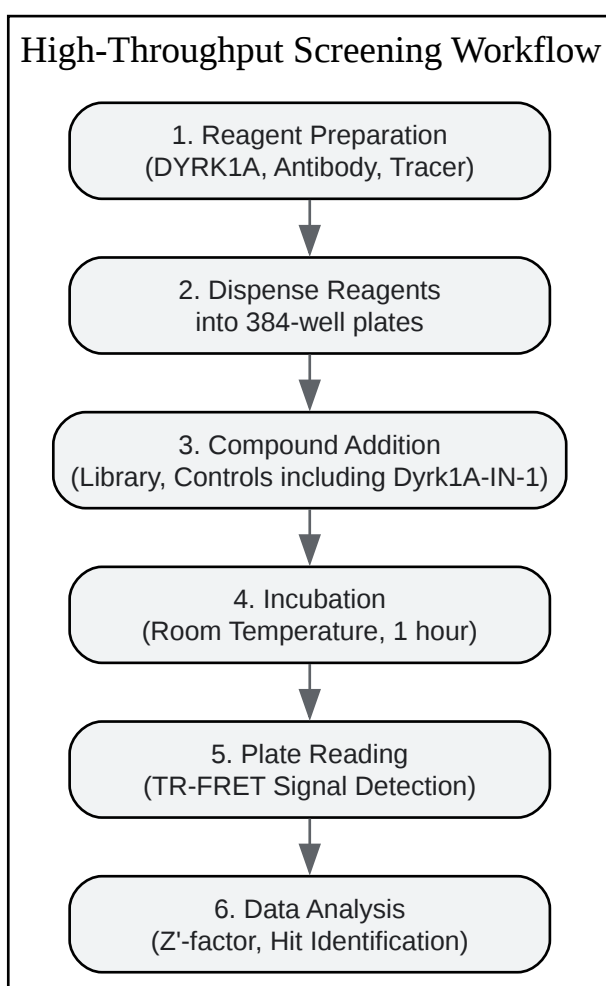 High-Throughput Screening Workflow
1. Reagent Preparation
(DYRK1A, Antibody, Tracer)
2. Dispense Reagents
into 384-well plates
3. Compound Addition
(Library, Controls including Dyrk1A-IN-1)
4. Incubation
(Room Temperature, 1 hour)
5. Plate Reading
(TR-FRET Signal Detection)
6. Data Analysis
(Z'-factor, Hit Identification)